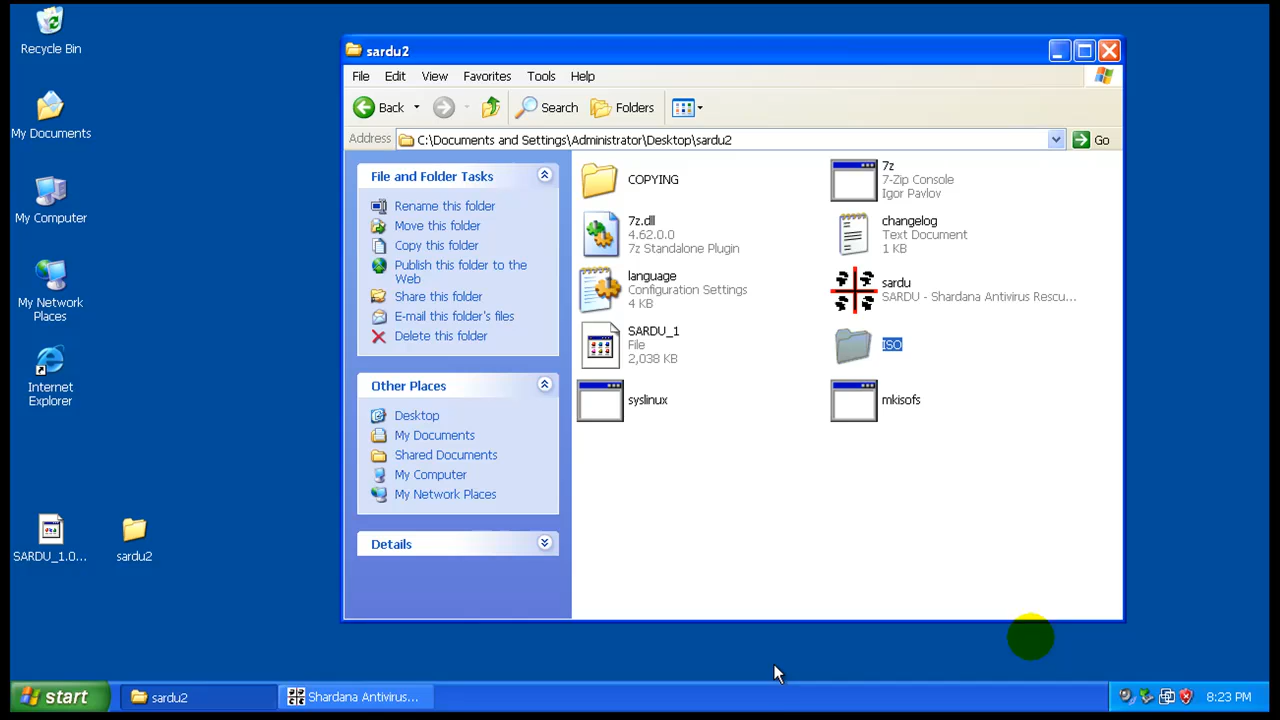 Recycle Bin
My Documents
My Computer
My Network
Places
Internet
Explorer
SARDU_1.0...
sardu2
sardu2
File Edit View Favorites Tools Help
Back Search Folders
Address C:\Documents and Settings\Administrator\Desktop\sardu2 Go
File and Folder Tasks
Rename this folder
Move this folder
Copy this folder
Publish this folder to the
Web
Share this folder
E-mail this folder's files
Delete this folder
Other Places
Desktop
My Documents
Shared Documents
My Computer
My Network Places
Details
COPYING
7z
7-Zip Console
Igor Pavlov
7z.dll
4.62.0.0
7z Standalone Plugin
changelog
Text Document
1 KB
language
Configuration Settings
4 KB
sardu
SARDU - Shardana Antivirus Rescu...
SARDU_1
File
2,038 KB
ISO
syslinux
mkisofs
start
sardu2
Shardana Antivirus...
8:23 PM